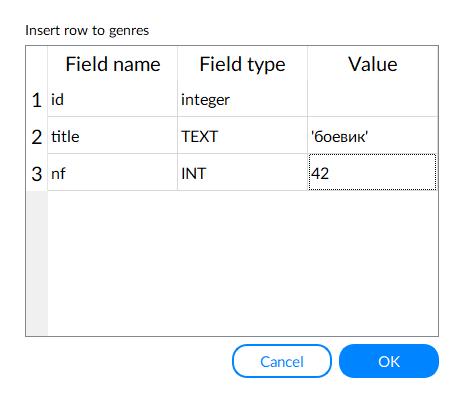 Insert row to genres
Field name Field type Value
1 id integer
2 title TEXT 'боевик'
3 nf INT 42
Cancel OK